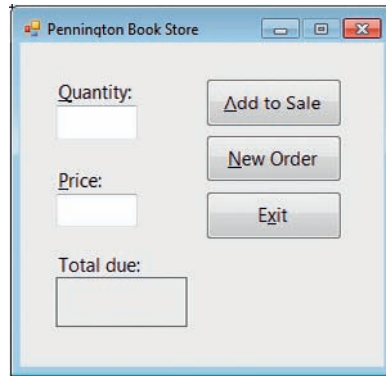 Pennington Book Store
Quantity:
Add to Sale
New Order
Price:
Exit
Total due: